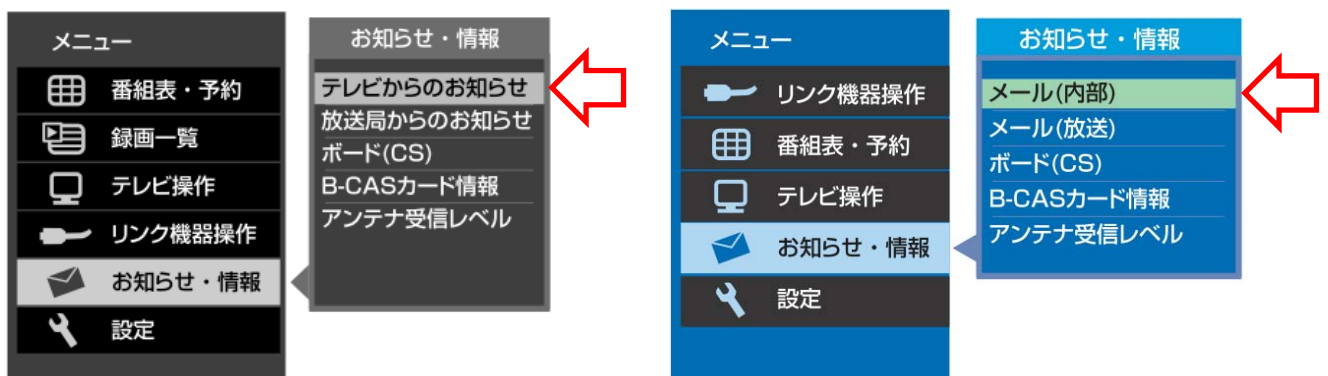 メニュー
番組表・予約
録画一覧
テレビ操作
リンク機器操作
お知らせ・情報
設定
お知らせ・情報
テレビからのお知らせ
放送局からのお知らせ
ボード(CS)
B-CASカード情報
アンテナ受信レベル
メニュー
リンク機器操作
番組表・予約
テレビ操作
お知らせ・情報
設定
お知らせ・情報
メール(内部)
メール(放送)
ボード(CS)
B-CASカード情報
アンテナ受信レベル